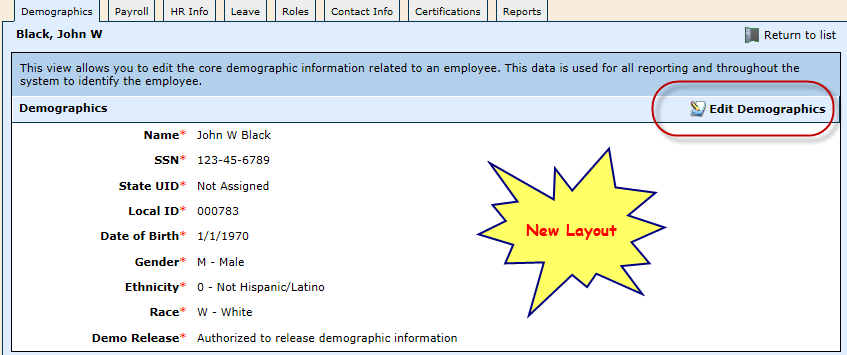 Demographics Payroll HR Info Leave Roles Contact Info Certifications Reports
Black, John W Return to list
This view allows you to edit the core demographic information related to an employee. This data is used for all reporting and throughout the
system to identify the employee.
Demographics Edit Demographics
Name* John W Black
SSN* 123-45-6789
State UID* Not Assigned
Local ID* 000783
Date of Birth* 1/1/1970
Gender* M - Male
Ethnicity* 0 - Not Hispanic/Latino
Race* W - White
Demo Release* Authorized to release demographic information
New Layout